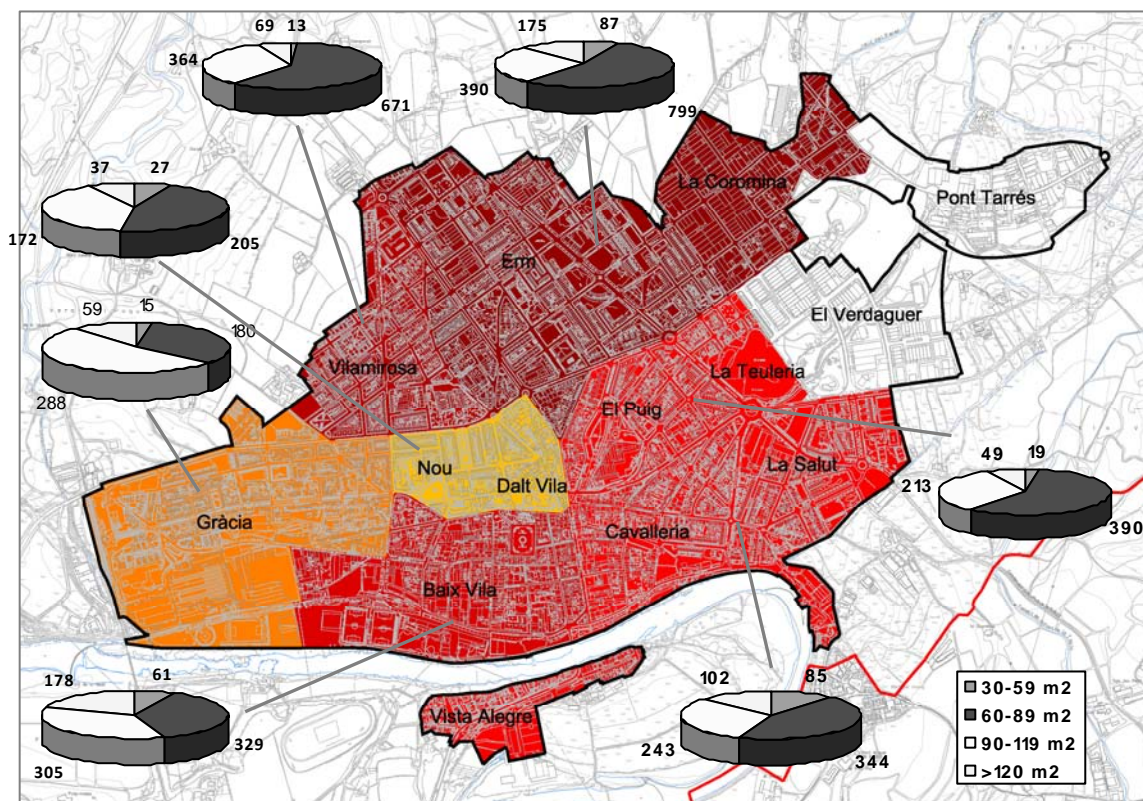 69 13
364
671
175 87
390
799
37 27
172
205
59 15
180
288
La Coromina
Pont Tarrés
Erm
El Verdaguer
Vilamirosa
La Teuleria
El Puig
Nou
Dalt Vila
La Salut
Gràcia
Cavalleria
Baix Vila
Vista Alegre
49 19
213
390
178 61
329
305
102 85
243
344
30-59 m2
60-89 m2
90-119 m2
>120 m2